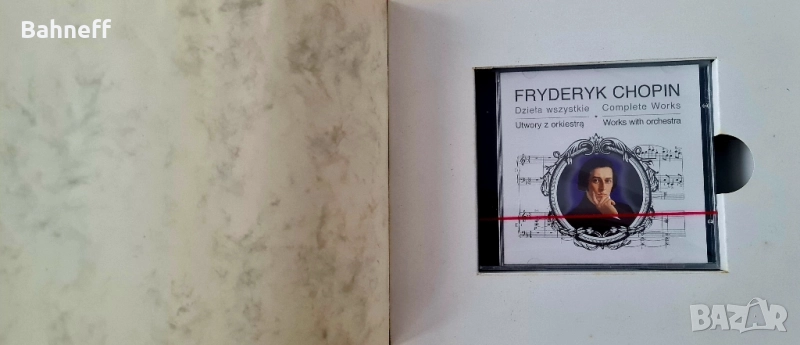 Bahneff
FRYDERYK CHOPIN
Dzieła wszystkie Complete Works
Utwory z orkiestrą • Works with orchestra
BAZAR